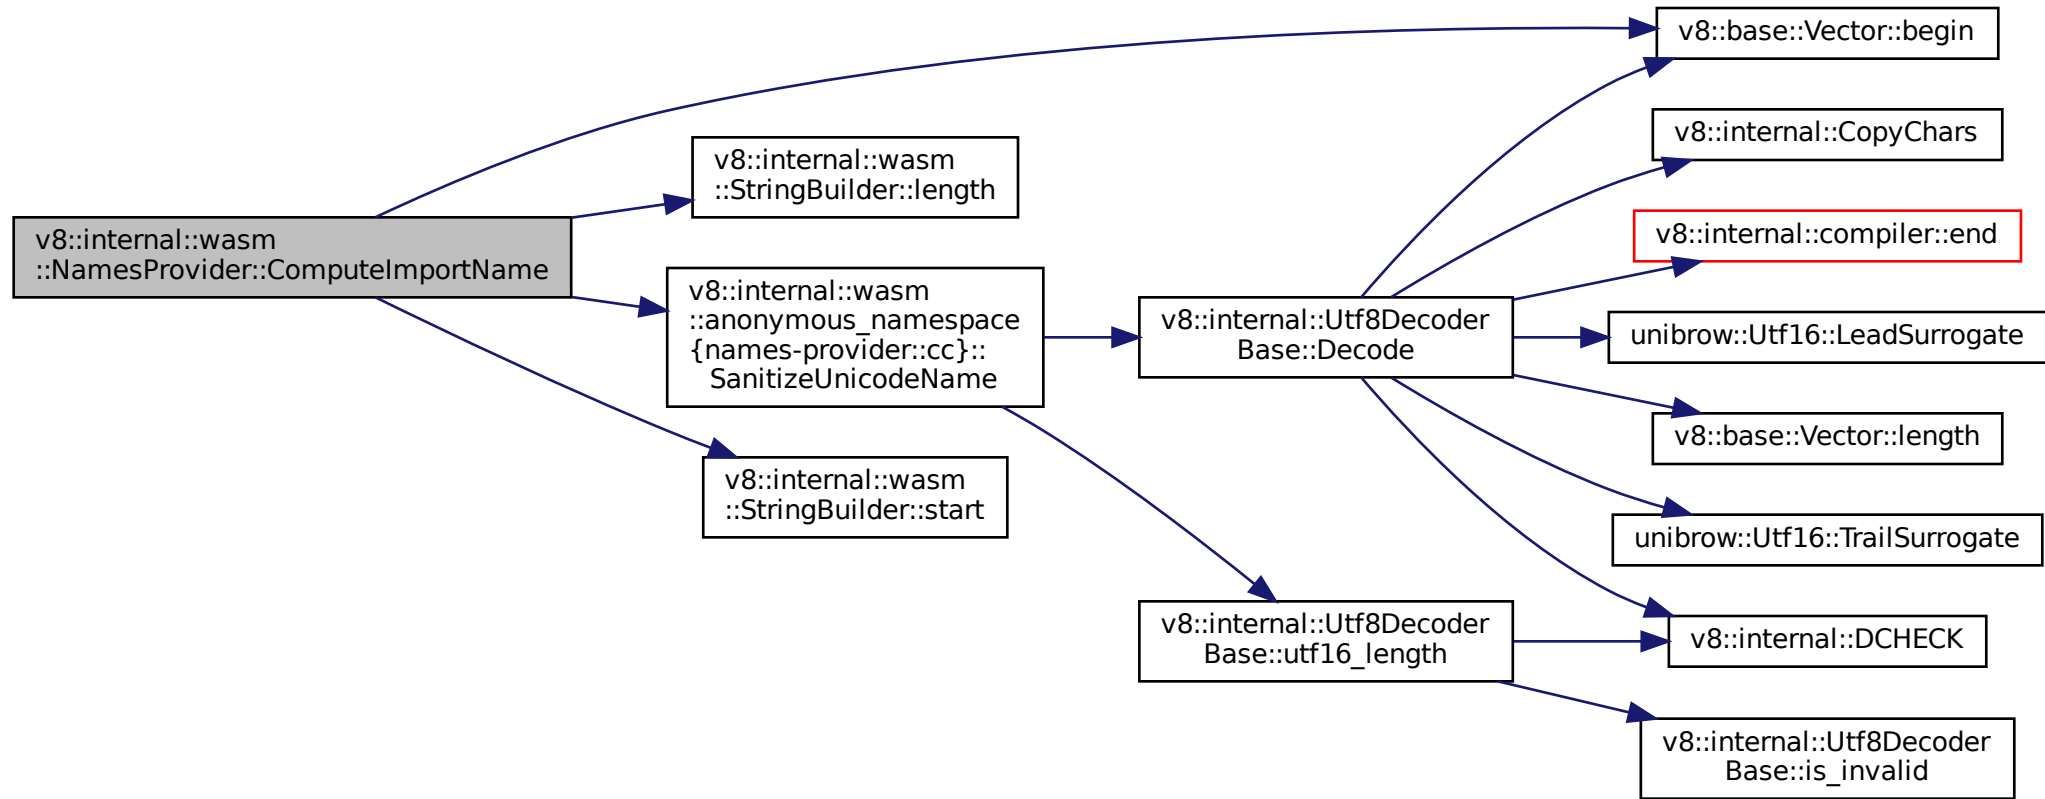 v8::internal::wasm
::NamesProvider::ComputeImportName
v8::base::Vector::begin
v8::internal::wasm
::StringBuilder::length
v8::internal::wasm
::anonymous_namespace
{names-provider::cc}::
SanitizeUnicodeName
v8::internal::wasm
::StringBuilder::start
v8::internal::Utf8Decoder
Base::Decode
v8::internal::Utf8Decoder
Base::utf16_length
v8::internal::CopyChars
v8::internal::compiler::end
unibrow::Utf16::LeadSurrogate
v8::base::Vector::length
unibrow::Utf16::TrailSurrogate
v8::internal::DCHECK
v8::internal::Utf8Decoder
Base::is_invalid